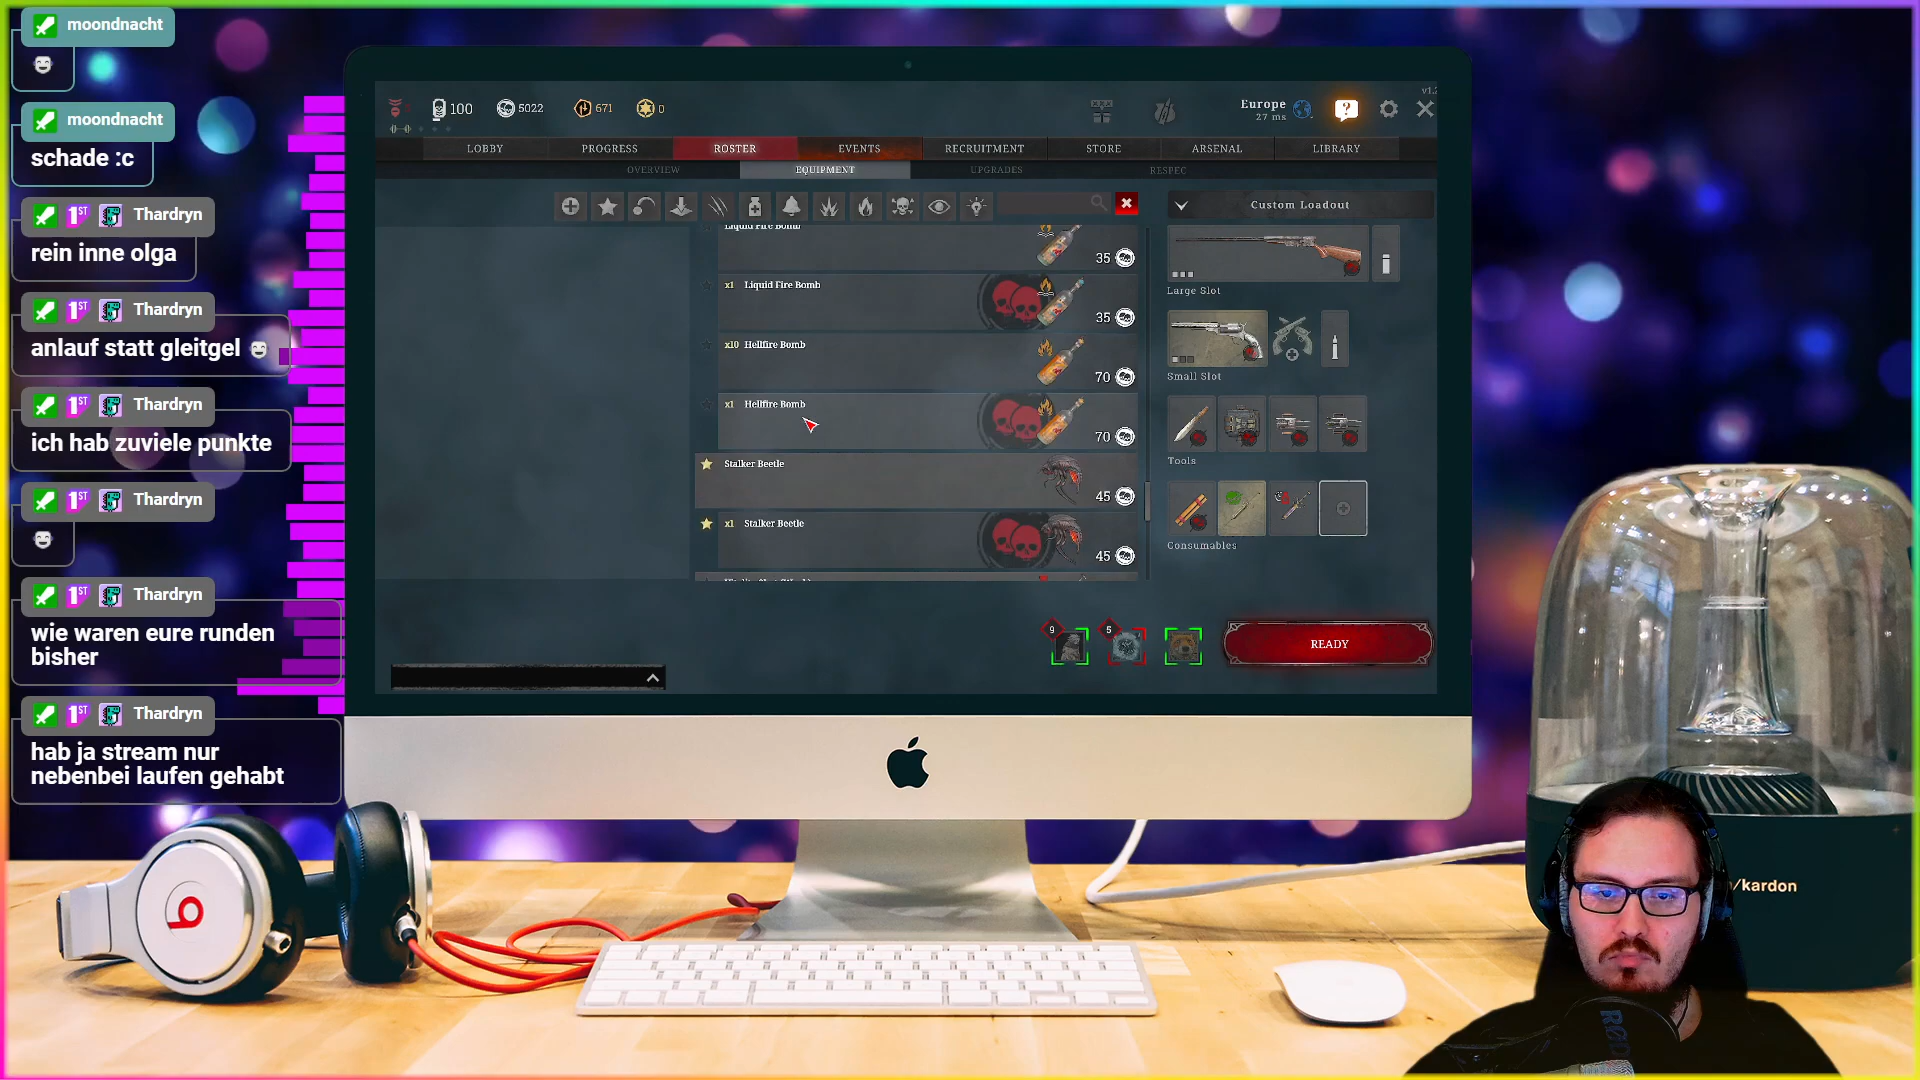 moondnacht
moondnacht
schade :c
1ST Thardryn
rein inne olga
1ST Thardryn
anlauf statt gleitgel
1ST Thardryn
ich hab zuviele punkte
1ST Thardryn
1ST Thardryn
wie waren eure runden
bisher
1ST Thardryn
hab ja stream nur
nebenbei laufen gehabt
100
5022
671
0
Europe
27 ms
LOBBY
PROGRESS
ROSTER
EVENTS
RECRUITMENT
STORE
ARSENAL
LIBRARY
OVERVIEW
EQUIPMENT
UPGRADES
RESPEC
Liquid Fire Bomb
35
x1 Liquid Fire Bomb
35
x10 Hellfire Bomb
70
x1 Hellfire Bomb
70
Stalker Beetle
45
x1 Stalker Beetle
45
Custom Loadout
Large Slot
Small Slot
Tools
Consumables
9
5
READY
/kardon